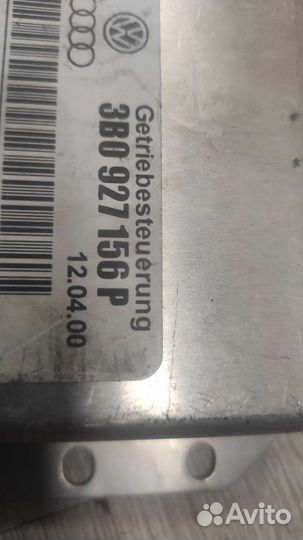 Getriebesteuerung
3B0 927 156 P
12.04.00
Avito